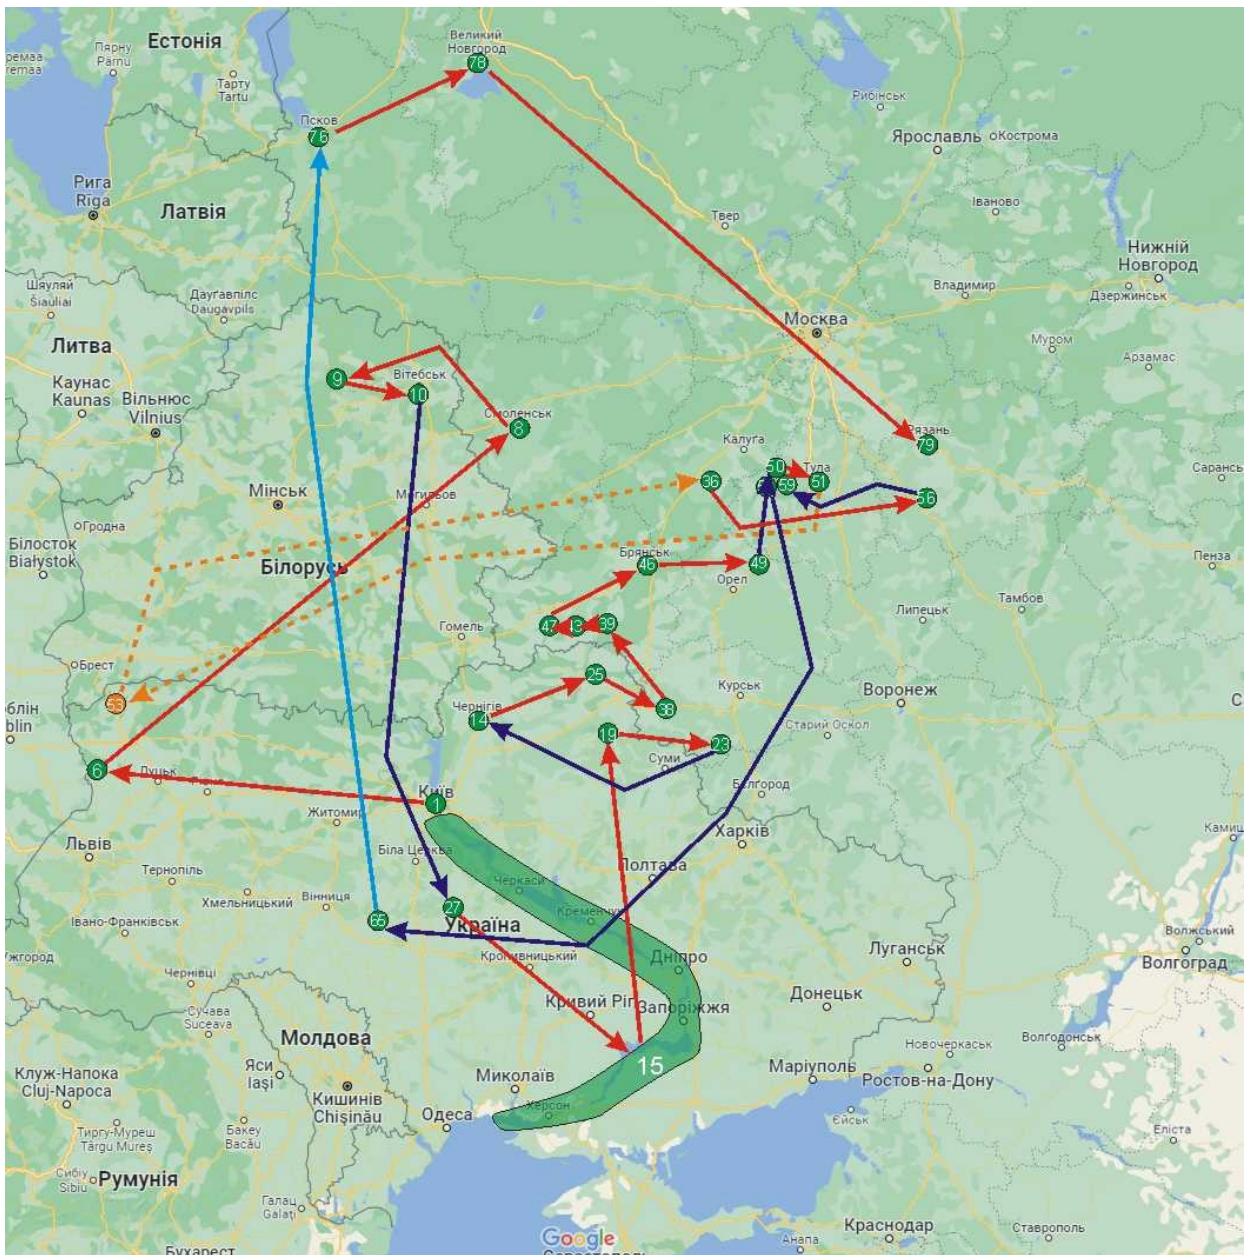 Естонія
Пярну
Pärnu
Тарту
Tartu
Великий
Новгород
78
Рибінськ
Псков
76
Ярославль
Кострома
Рига
Rīga
Латвія
Твер
Іваново
Нижній
Новгород
Шяуляй
Šiauliai
Даугавпілс
Daugavpils
Владимир
Дзержинськ
Москва
Муром
Литва
Арзамас
Каунас
Kaunas
Вільнюс
Vilnius
9
Вітебськ
10
Смоленськ
8
Рязань
79
Калуга
50
Тула
36
59
51
56
Саранськ
Мінськ
Могильов
Гродна
Білосток
Białystok
Білорусь
Брянськ
46
49
Орел
Пенза
Липецьк
Тамбов
47
43
39
Гомель
Брест
53
25
Курськ
Воронеж
Чернігів
14
38
19
23
Старий Оскол
Суми
6
Луцьк
Рівне
Київ
1
Бєлгород
Житомир
Львів
Біла Церква
Харків
Полтава
Тернопіль
Черкаси
Хмельницький
Вінниця
Івано-Франківськ
65
27
Кременчук
Україна
Кропивницький
Дніпро
Луганськ
Волжський
Волгоград
Ужгород
Чернівці
Кривий Ріг
Запоріжжя
Донецьк
Сучава
Suceava
Молдова
15
Волґодонськ
Новочеркаськ
Клуж-Напока
Cluj-Napoca
Яси
Iași
Миколаїв
Маріуполь
Ростов-на-Дону
Кишинів
Chișinău
Одеса
Херсон
Єйськ
Тиргу-Муреш
Târgu Mureș
Бакеу
Bacău
Еліста
Сибіу
Sibiu
Румунія
Галац
Galați
Google
Краснодар
Ставрополь
Анапа
Бухарест
Севастополь